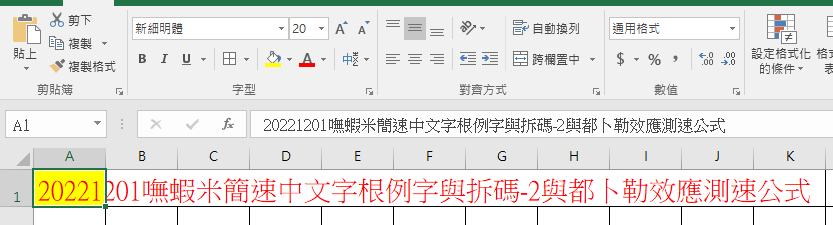 剪下 新細明體 20 A A 自動換列 通用格式
複製
貼上 複製格式 B I U A 中 跨欄置中 $ % , .00 設定格式化 格式
的條件 表
剪貼簿 字型 對齊方式 數值
A1 fx 20221201嘸蝦米簡速中文字根例字與拆碼-2與都卜勒效應測速公式
A B C D E F G H I J K
1 20221201嘸蝦米簡速中文字根例字與拆碼-2與都卜勒效應測速公式